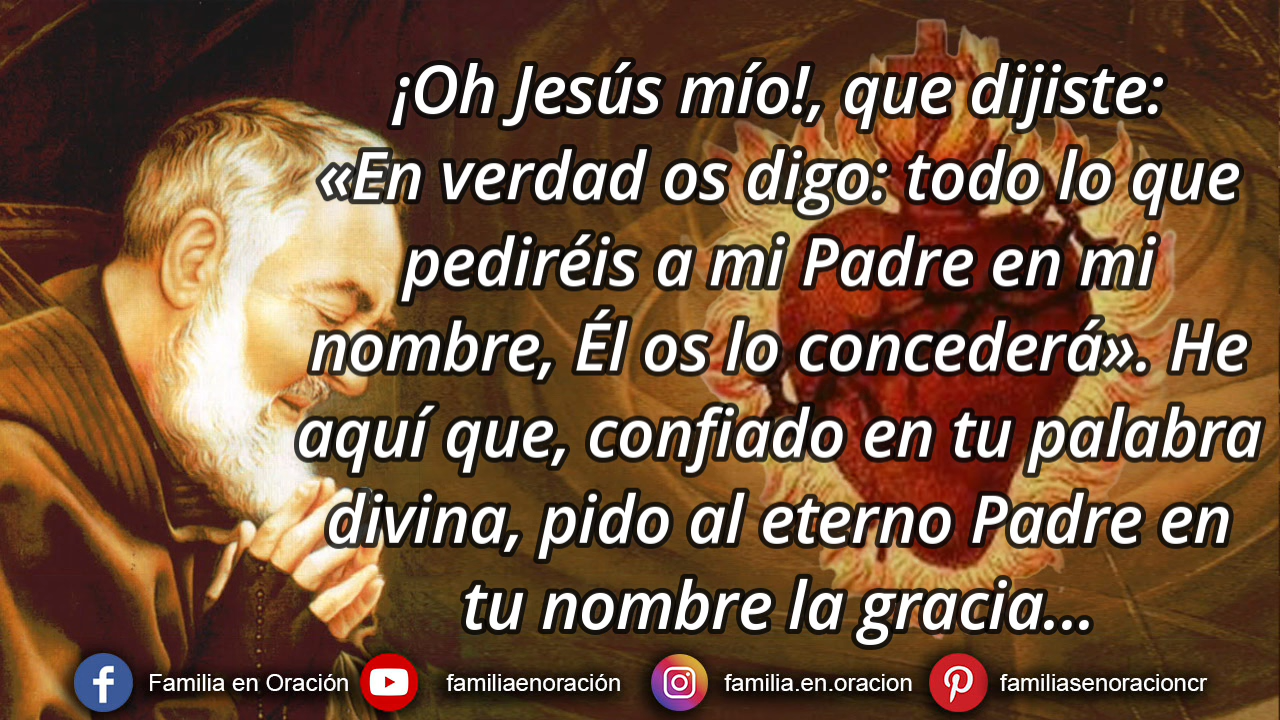 ¡Oh Jesús mío!, que dijiste:
«En verdad os digo: todo lo que
pediréis a mi Padre en mi
nombre, Él os lo concederá». He
aquí que, confiado en tu palabra
divina, pido al eterno Padre en
tu nombre la gracia...
Familia en Oración familiaenoración familia.en.oracion familiasenoracioncr